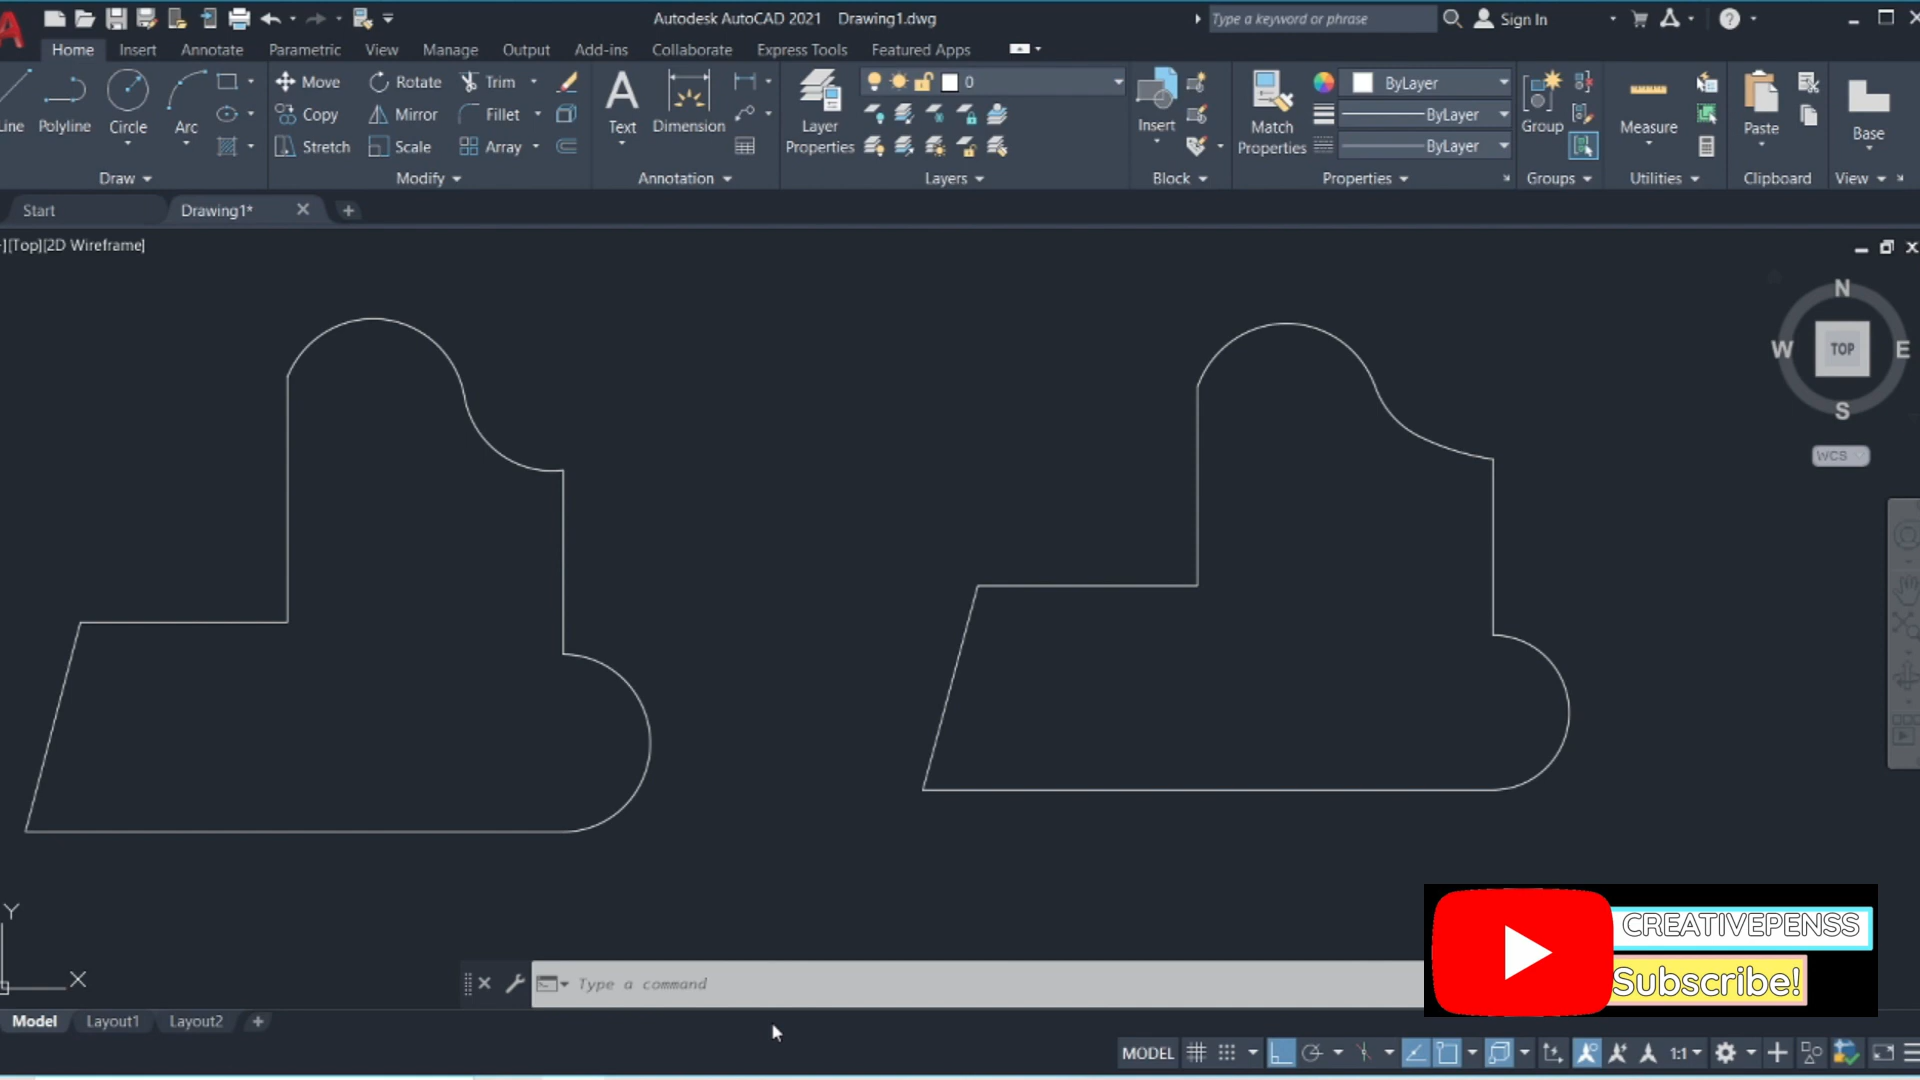 Autodesk AutoCAD 2021 Drawing1.dwg
Type a keyword or phrase
Sign In
Home Insert Annotate Parametric View Manage Output Add-ins Collaborate Express Tools Featured Apps
Line Polyline Circle Arc
Move Rotate Trim
Copy Mirror Fillet
Stretch Scale Array
Text Dimension
Layer
Properties
0
Insert
Match
Properties
ByLayer
ByLayer
ByLayer
Group
Measure
Paste
Base
Draw Modify Annotation Layers Block Properties Groups Utilities Clipboard View
Start Drawing1*
][Top][2D Wireframe]
N
W TOP E
S
WCS
Y
X
CREATIVEPENSS
Subscribe!
Type a command
Model Layout1 Layout2
MODEL 1:1